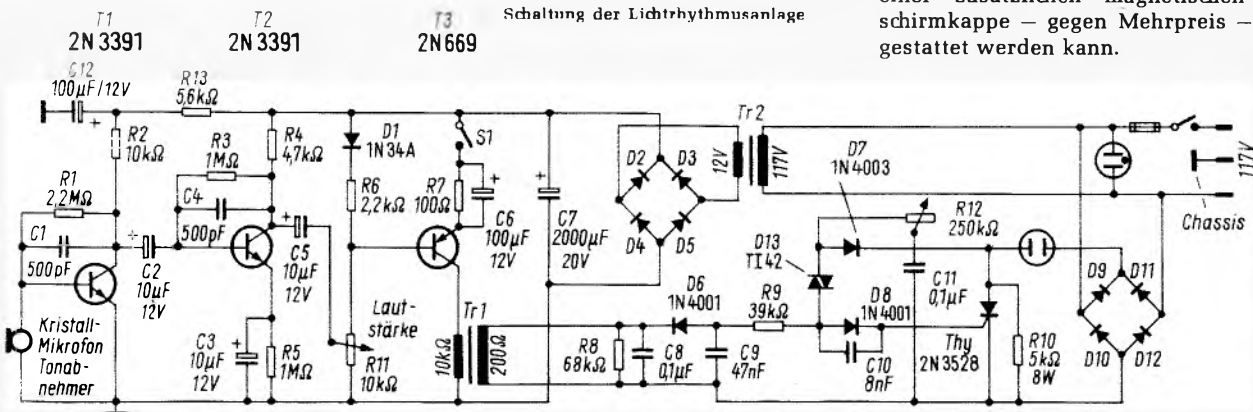 Schaltung der Lichtrhythmusanlage
einer zusätzlichen magnetischen
schirmkappe — gegen Mehrpreis —
gestattet werden kann.
T1
2N3391
T2
2N3391
T3
2N669
C12
100µF/12V
+
R13
5,6kΩ
R2
10kΩ
R3
1MΩ
R4
4,7kΩ
D1
1N34A
S1
R1
2,2MΩ
C4
500pF
R6
2,2kΩ
R7
100Ω
+
C6
100µF
12V
+
C7
2000µF
20V
C1
500pF
+
C2
10µF
12V
+
C5
10µF
12V
Kristall-
Mikrofon
Tonab-
nehmer
C3
10µF
12V
+
R5
1MΩ
Laut-
stärke
R11
10kΩ
Tr1
10kΩ
200Ω
D2
D3
D4
D5
Tr2
12V
117V
R8
68kΩ
C8
0,1µF
D6
1N4001
C9
47nF
R9
39kΩ
D13
TI42
D7
1N4003
D8
1N4001
C10
8nF
R12
250kΩ
C11
0,1µF
Thy
2N3528
R10
5kΩ
8W
D9
D11
D10
D12
Chassis
117V